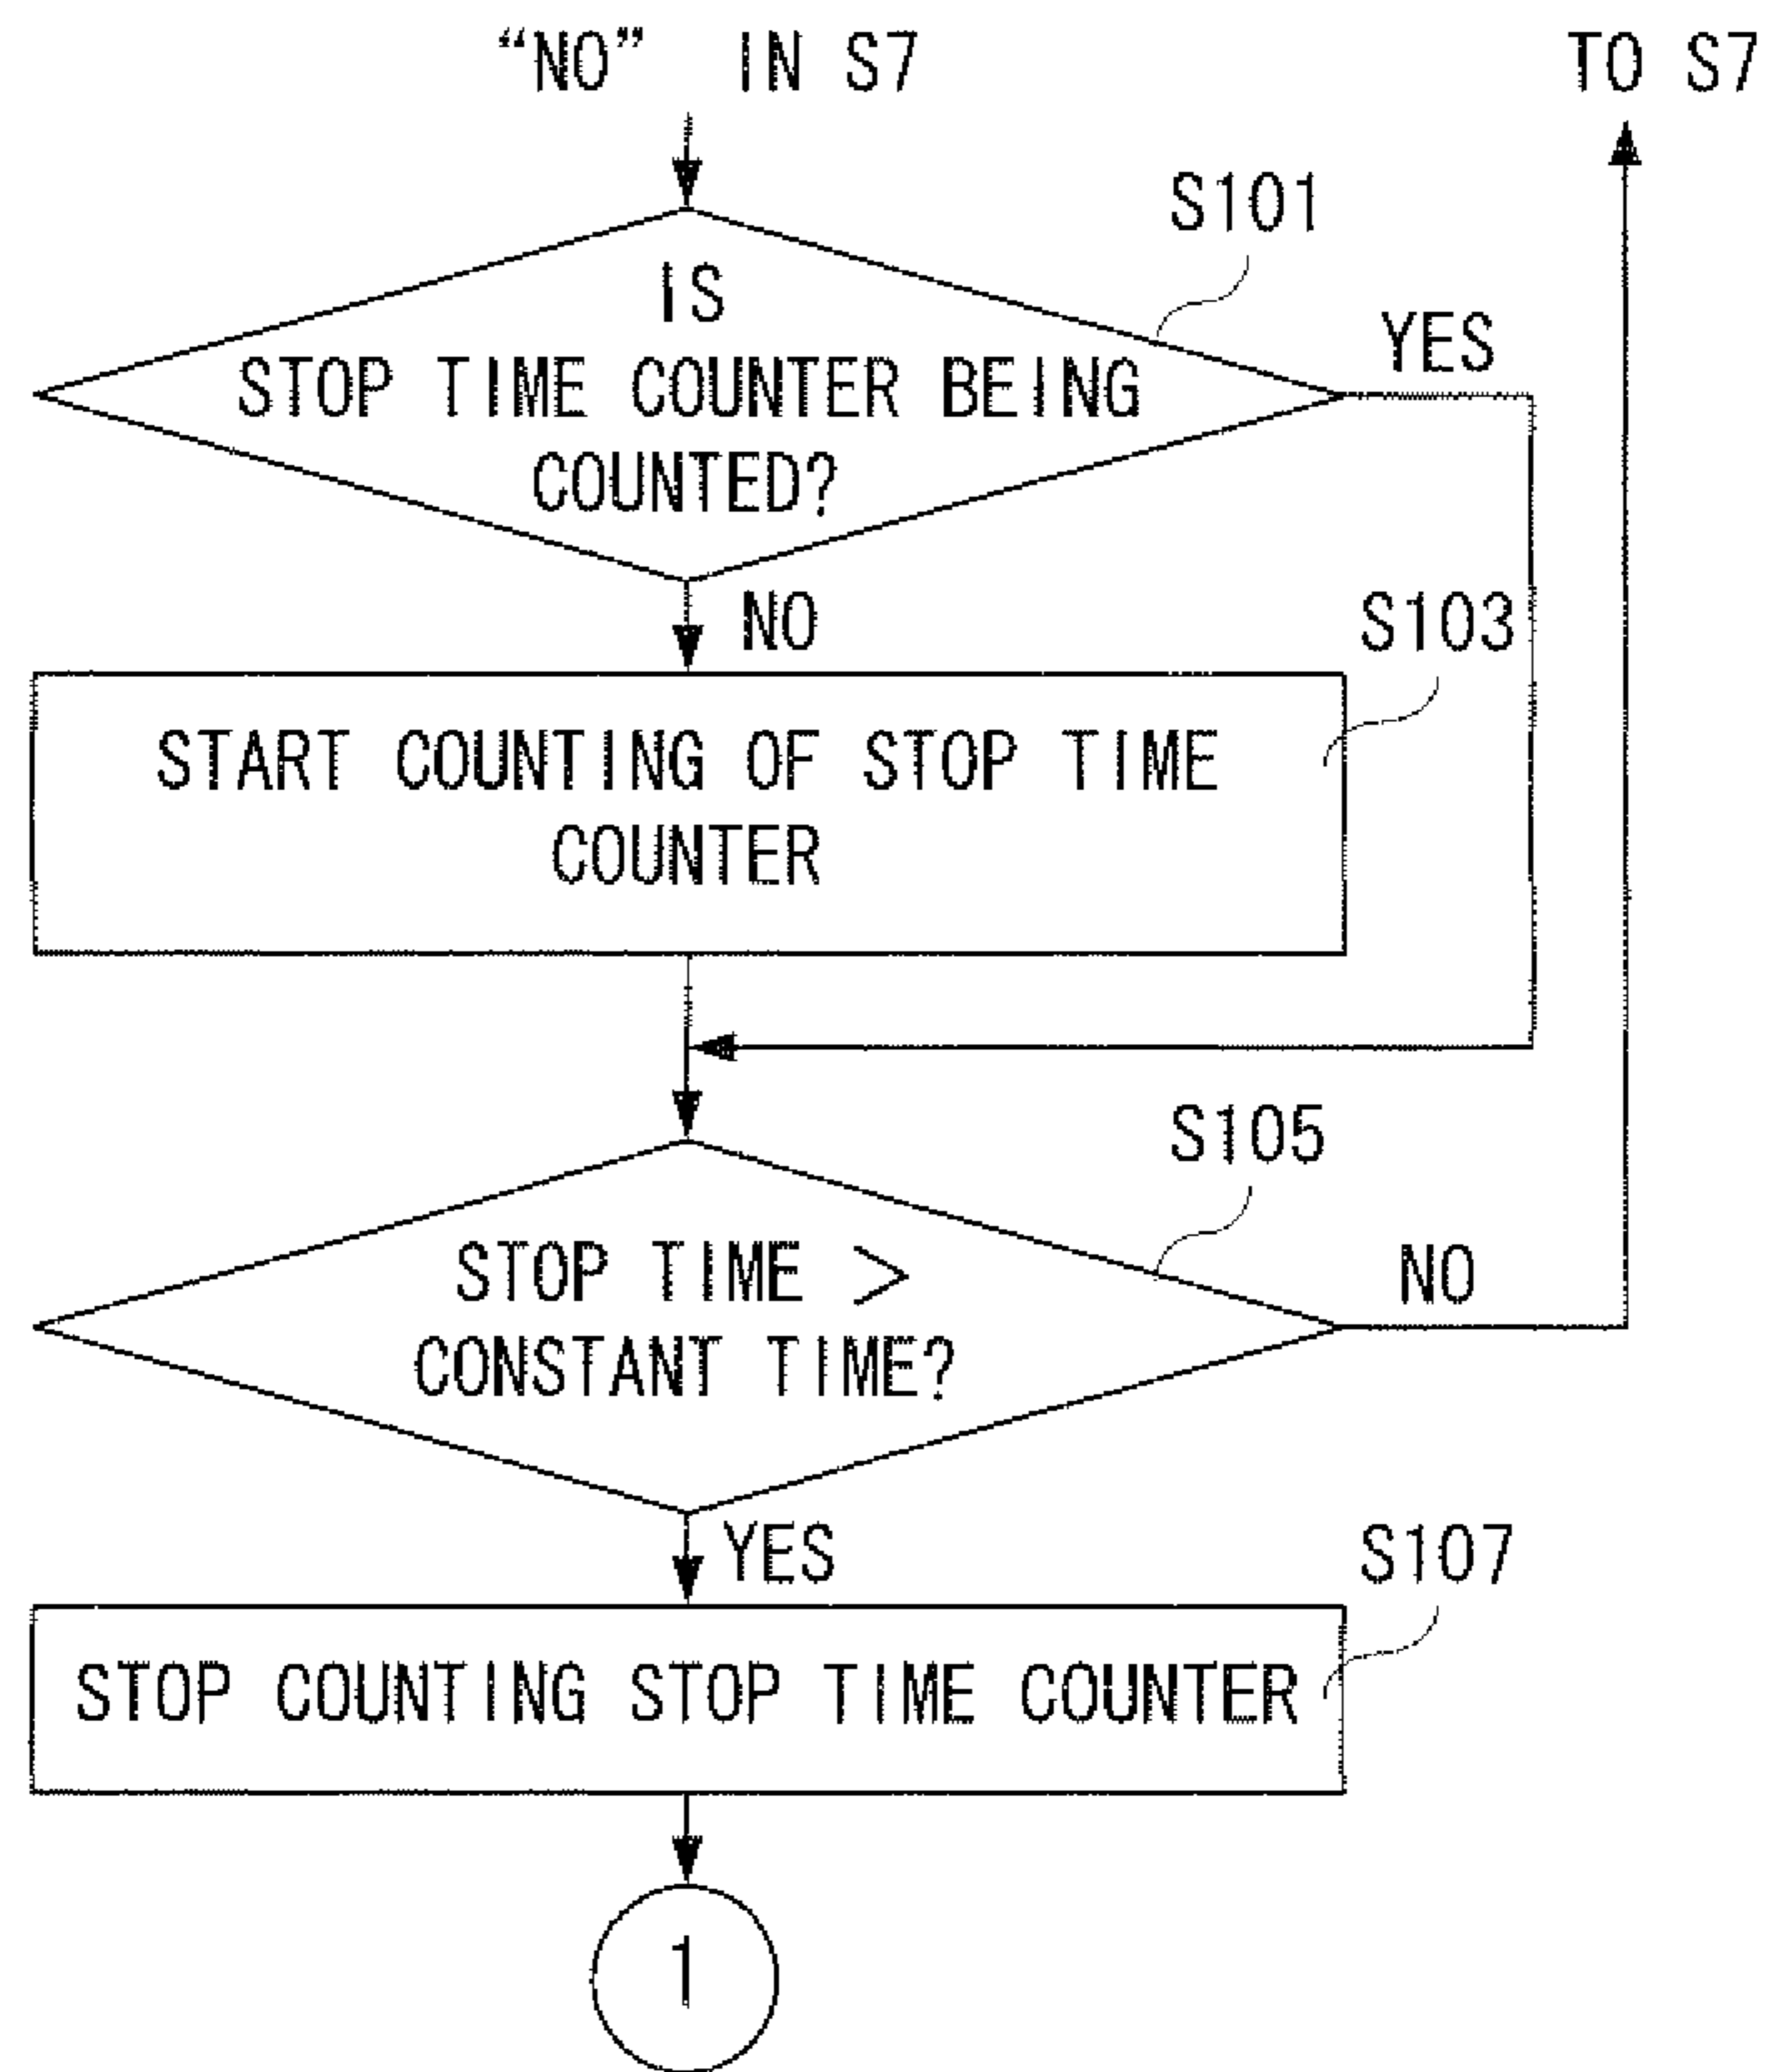 “NO” IN S7
TO S7
S101
IS
STOP TIME COUNTER BEING
COUNTED?
YES
NO
S103
START COUNTING OF STOP TIME
COUNTER
S105
STOP TIME >
CONSTANT TIME?
NO
YES
S107
STOP COUNTING STOP TIME COUNTER
1